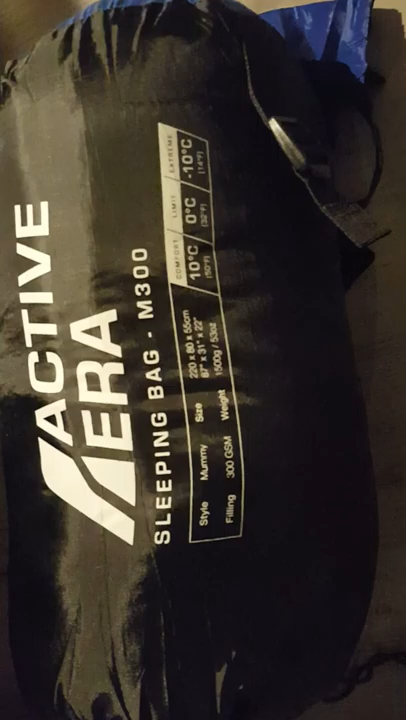 ACTIVE
ERA
SLEEPING BAG - M300
COMFORT LIMIT EXTREME
10°C 0°C -10°C
(50°F) (32°F) (14°F)
Style Mummy Size 220 x 80 x 55cm
87" x 31" x 22"
Filling 300 GSM Weight 1500g / 53oz